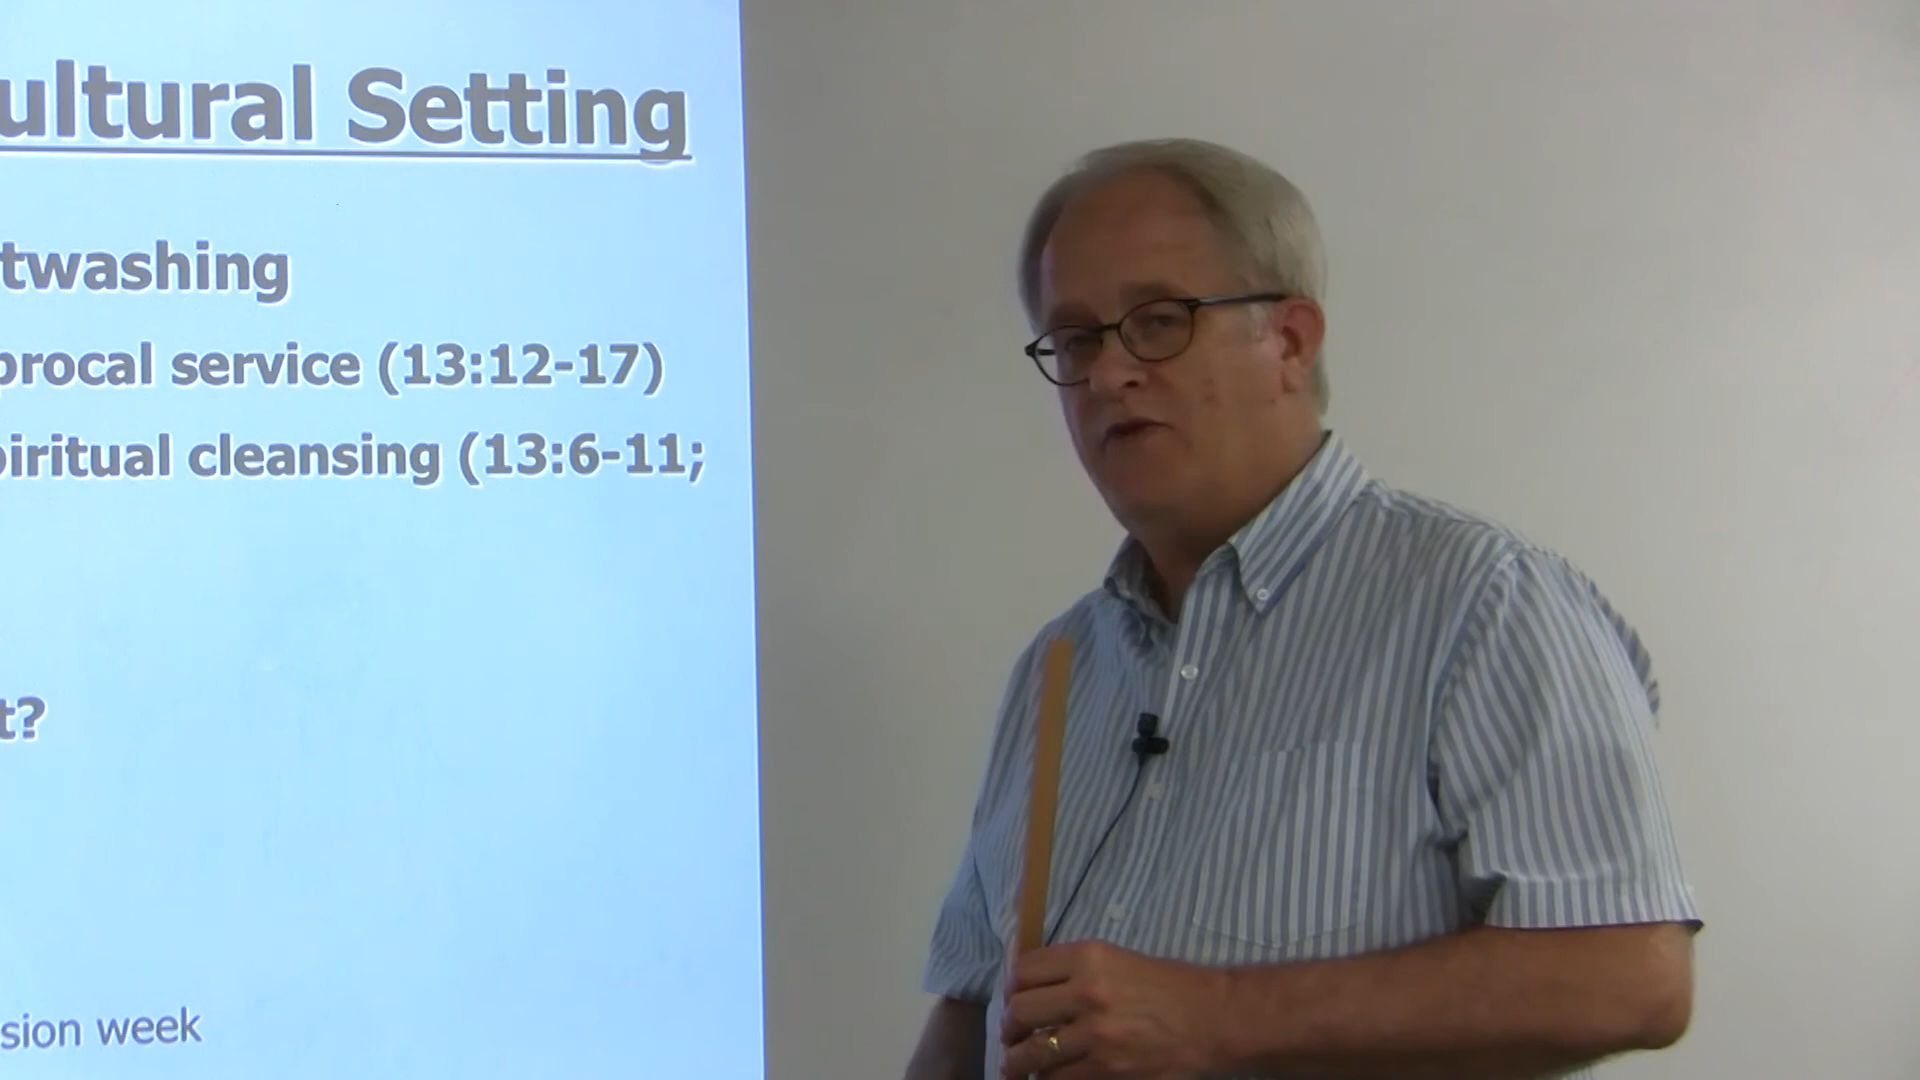 ultural Setting
twashing
procal service (13:12-17)
piritual cleansing (13:6-11;
t?
sion week